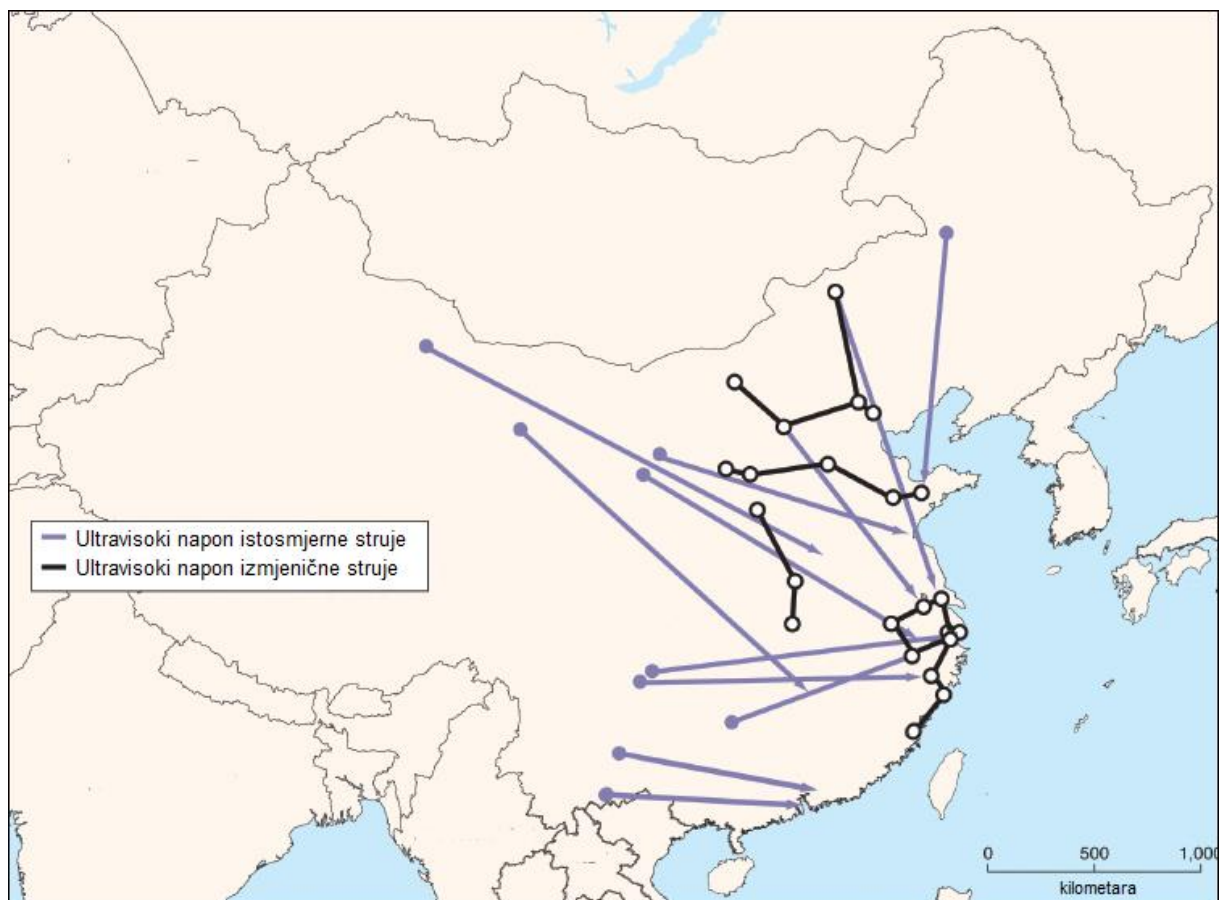 Ultravisoki napon istosmjerne struje
Ultravisoki napon izmjenične struje
0 500 1,000
kilometara